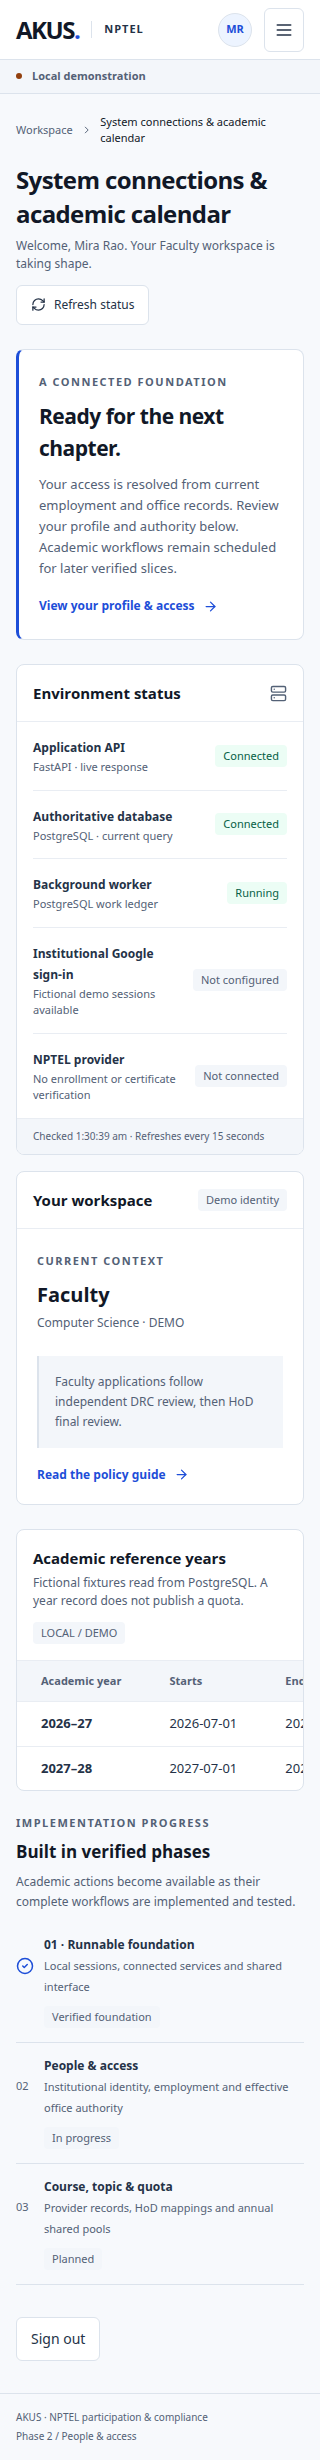 AKUS. NPTEL MR
Local demonstration
Workspace > System connections & academic
calendar
System connections &
academic calendar
Welcome, Mira Rao. Your Faculty workspace is
taking shape.
Refresh status
A CONNECTED FOUNDATION
Ready for the next
chapter.
Your access is resolved from current
employment and office records. Review
your profile and authority below.
Academic workflows remain scheduled
for later verified slices.
View your profile & access →
Environment status
Application API
FastAPI · live response
Connected
Authoritative database
PostgreSQL · current query
Connected
Background worker
PostgreSQL work ledger
Running
Institutional Google
sign-in
Fictional demo sessions
available
Not configured
NPTEL provider
No enrollment or certificate
verification
Not connected
Checked 1:30:39 am · Refreshes every 15 seconds
Your workspace
Demo identity
CURRENT CONTEXT
Faculty
Computer Science · DEMO
Faculty applications follow
independent DRC review, then HoD
final review.
Read the policy guide →
Academic reference years
Fictional fixtures read from PostgreSQL. A
year record does not publish a quota.
LOCAL / DEMO
Academic year Starts
2026–27 2026-07-01
2027–28 2027-07-01
IMPLEMENTATION PROGRESS
Built in verified phases
Academic actions become available as their
complete workflows are implemented and tested.
01 · Runnable foundation
Local sessions, connected services and shared
interface
Verified foundation
02
People & access
Institutional identity, employment and effective
office authority
In progress
03
Course, topic & quota
Provider records, HoD mappings and annual
shared pools
Planned
Sign out
AKUS · NPTEL participation & compliance
Phase 2 / People & access